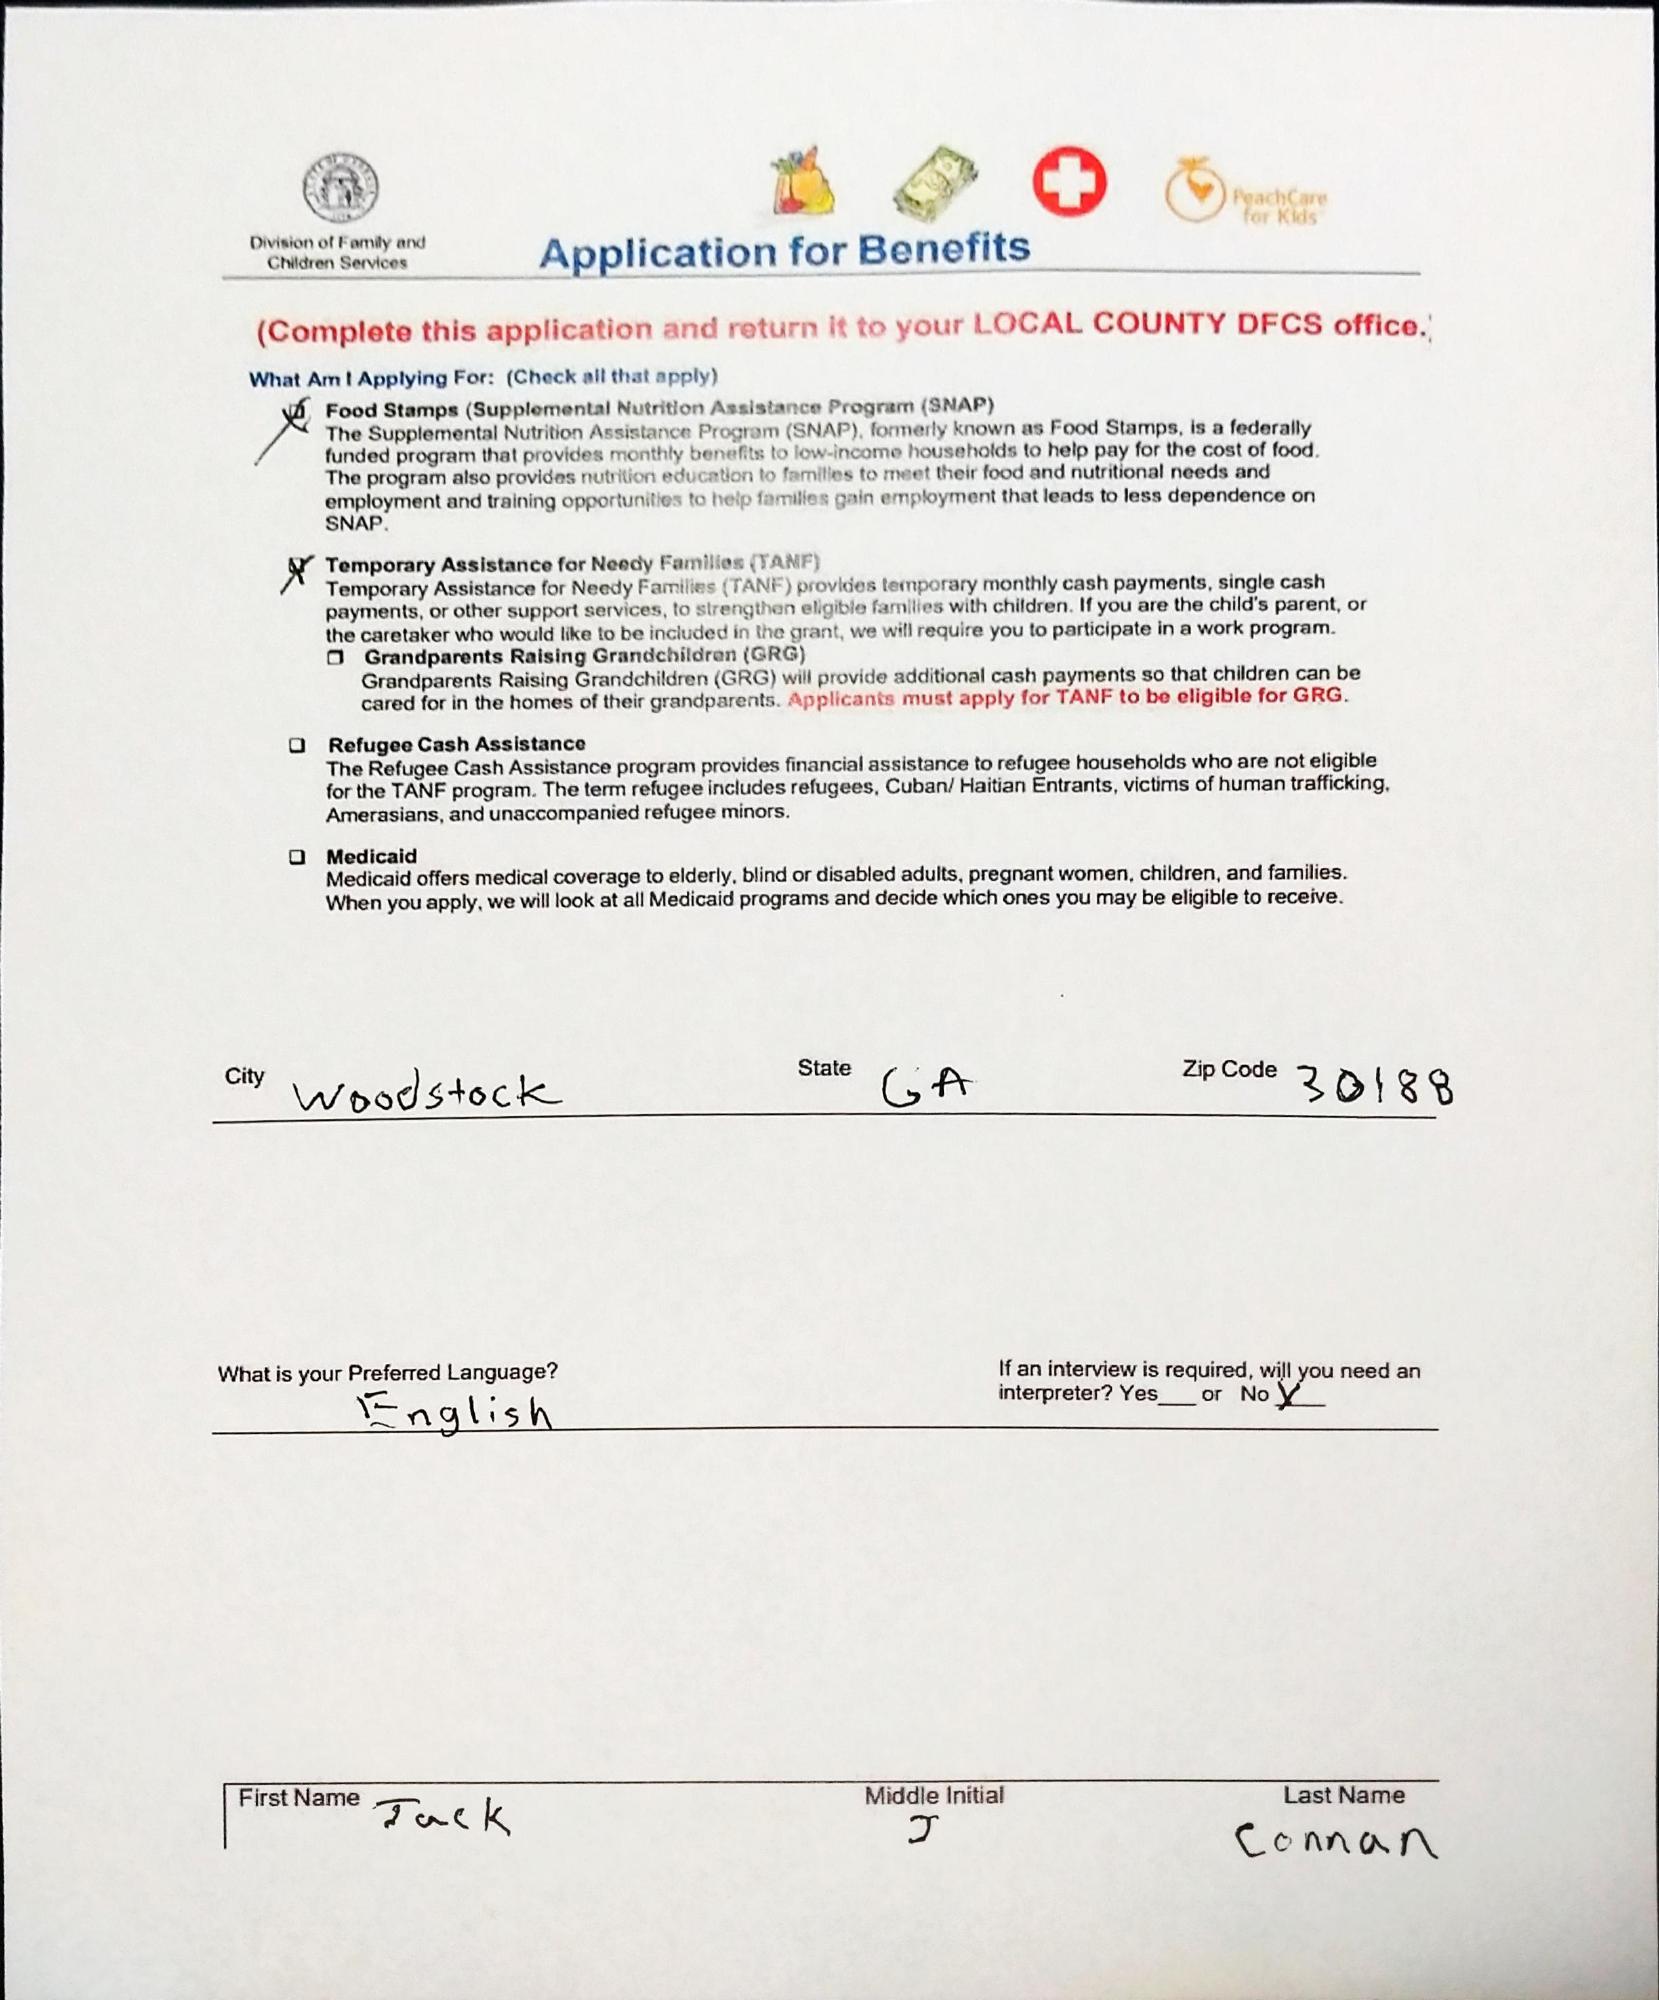 PeachCare
for Kids
Division of Family and
Children Services
Application for Benefits
(Complete this application and return it to your LOCAL COUNTY DFCS office.)
What Am I Applying For: (Check all that apply)
Food Stamps (Supplemental Nutrition Assistance Program (SNAP)
The Supplemental Nutrition Assistance Program (SNAP), formerly known as Food Stamps, is a federally
funded program that provides monthly benefits to low-income households to help pay for the cost of food.
The program also provides nutrition education to families to meet their food and nutritional needs and
employment and training opportunities to help families gain employment that leads to less dependence on
SNAP.
Temporary Assistance for Needy Families (TANF)
Temporary Assistance for Needy Families (TANF) provides temporary monthly cash payments, single cash
payments, or other support services, to strengthen eligible families with children. If you are the child's parent, or
the caretaker who would like to be included in the grant, we will require you to participate in a work program.
❒ Grandparents Raising Grandchildren (GRG)
Grandparents Raising Grandchildren (GRG) will provide additional cash payments so that children can be
cared for in the homes of their grandparents. Applicants must apply for TANF to be eligible for GRG.
❒ Refugee Cash Assistance
The Refugee Cash Assistance program provides financial assistance to refugee households who are not eligible
for the TANF program. The term refugee includes refugees, Cuban/ Haitian Entrants, victims of human trafficking,
Amerasians, and unaccompanied refugee minors.
❒ Medicaid
Medicaid offers medical coverage to elderly, blind or disabled adults, pregnant women, children, and families.
When you apply, we will look at all Medicaid programs and decide which ones you may be eligible to receive.
City Woodstock State GA Zip Code 30188
What is your Preferred Language? If an interview is required, will you need an
English interpreter? Yes___ or No X
First Name Jack Middle Initial Last Name
J Connan